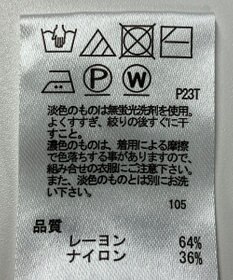 P23T
P
W
淡色のものは無蛍光洗剤を使用。
よくすすぎ、絞りの後すぐに干
すこと。
濃色のものは、着用による摩擦
で色落ちする事がありますので、
組み合せの衣服にご注意下さい。
また、淡色のものとは別にお洗
い下さい。
105
品質
レーヨン 64%
ナイロン 36%